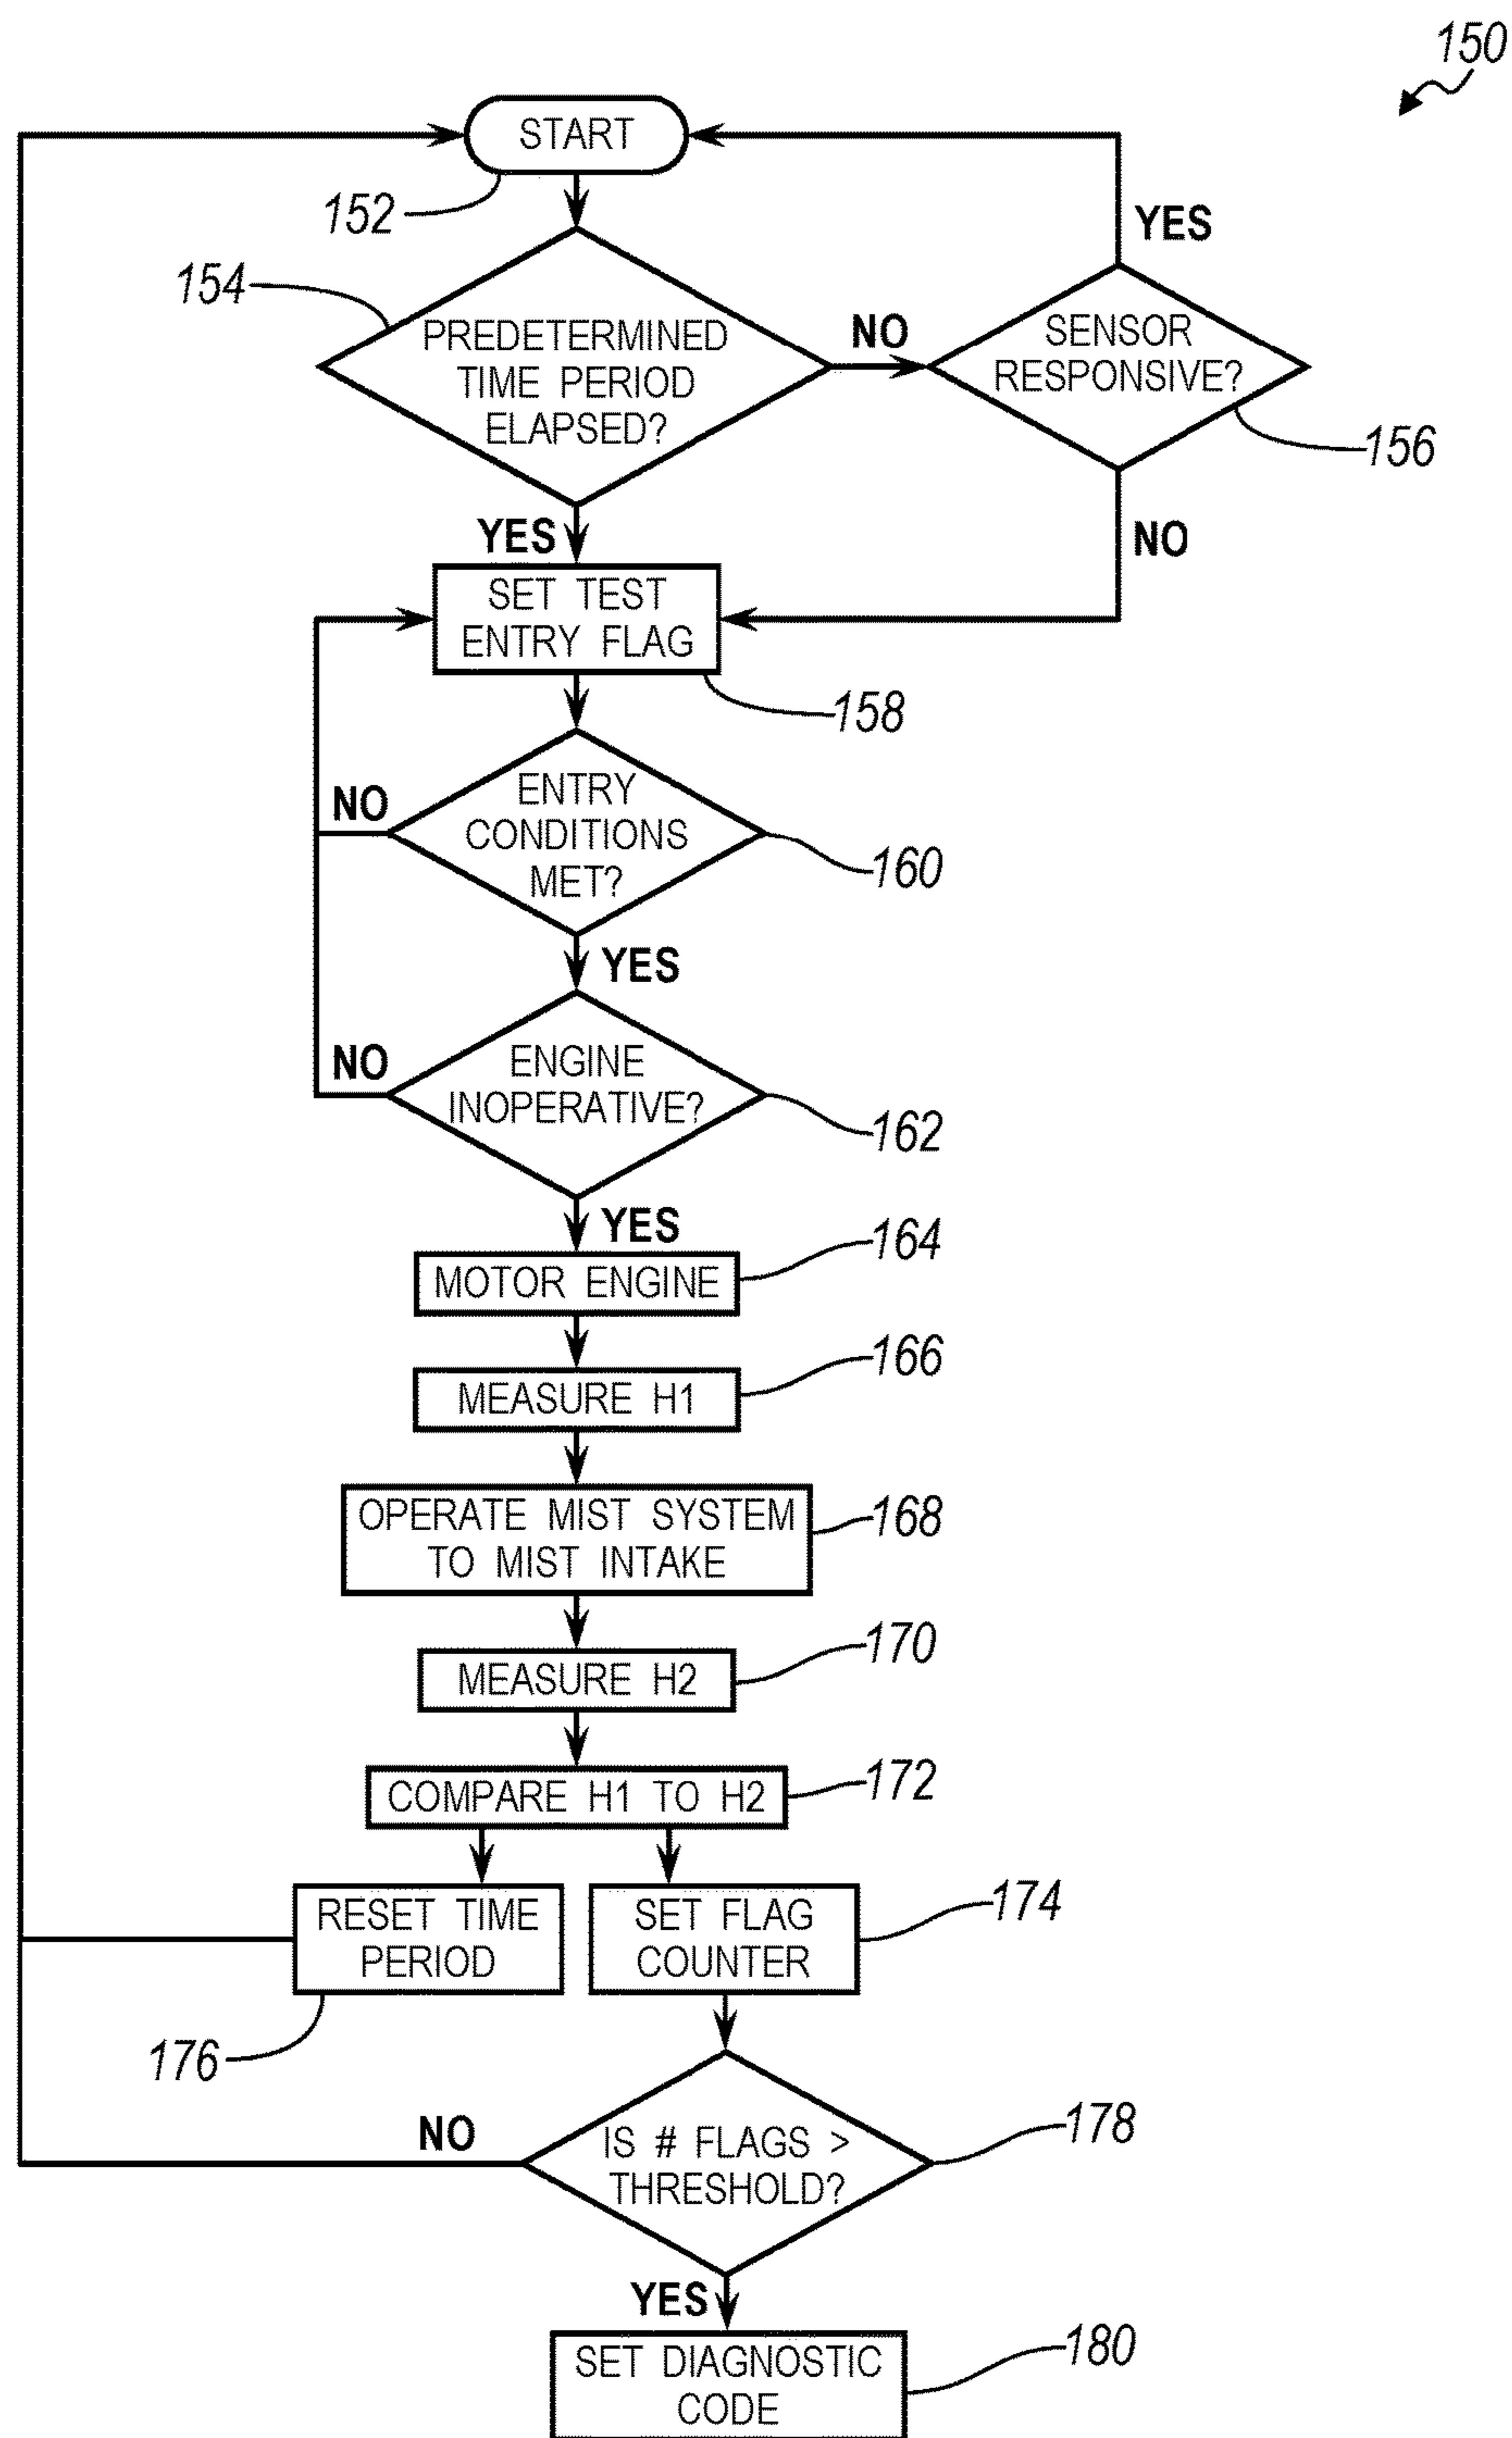 150
START
152
YES
154
PREDETERMINED
TIME PERIOD
ELAPSED?
NO
SENSOR
RESPONSIVE?
156
YES
NO
SET TEST
ENTRY FLAG
158
NO
ENTRY
CONDITIONS
MET?
160
YES
NO
ENGINE
INOPERATIVE?
162
YES
164
MOTOR ENGINE
166
MEASURE H1
OPERATE MIST SYSTEM
TO MIST INTAKE
168
170
MEASURE H2
COMPARE H1 TO H2
172
RESET TIME
PERIOD
SET FLAG
COUNTER
174
176
NO
IS # FLAGS >
THRESHOLD?
178
YES
SET DIAGNOSTIC
CODE
180